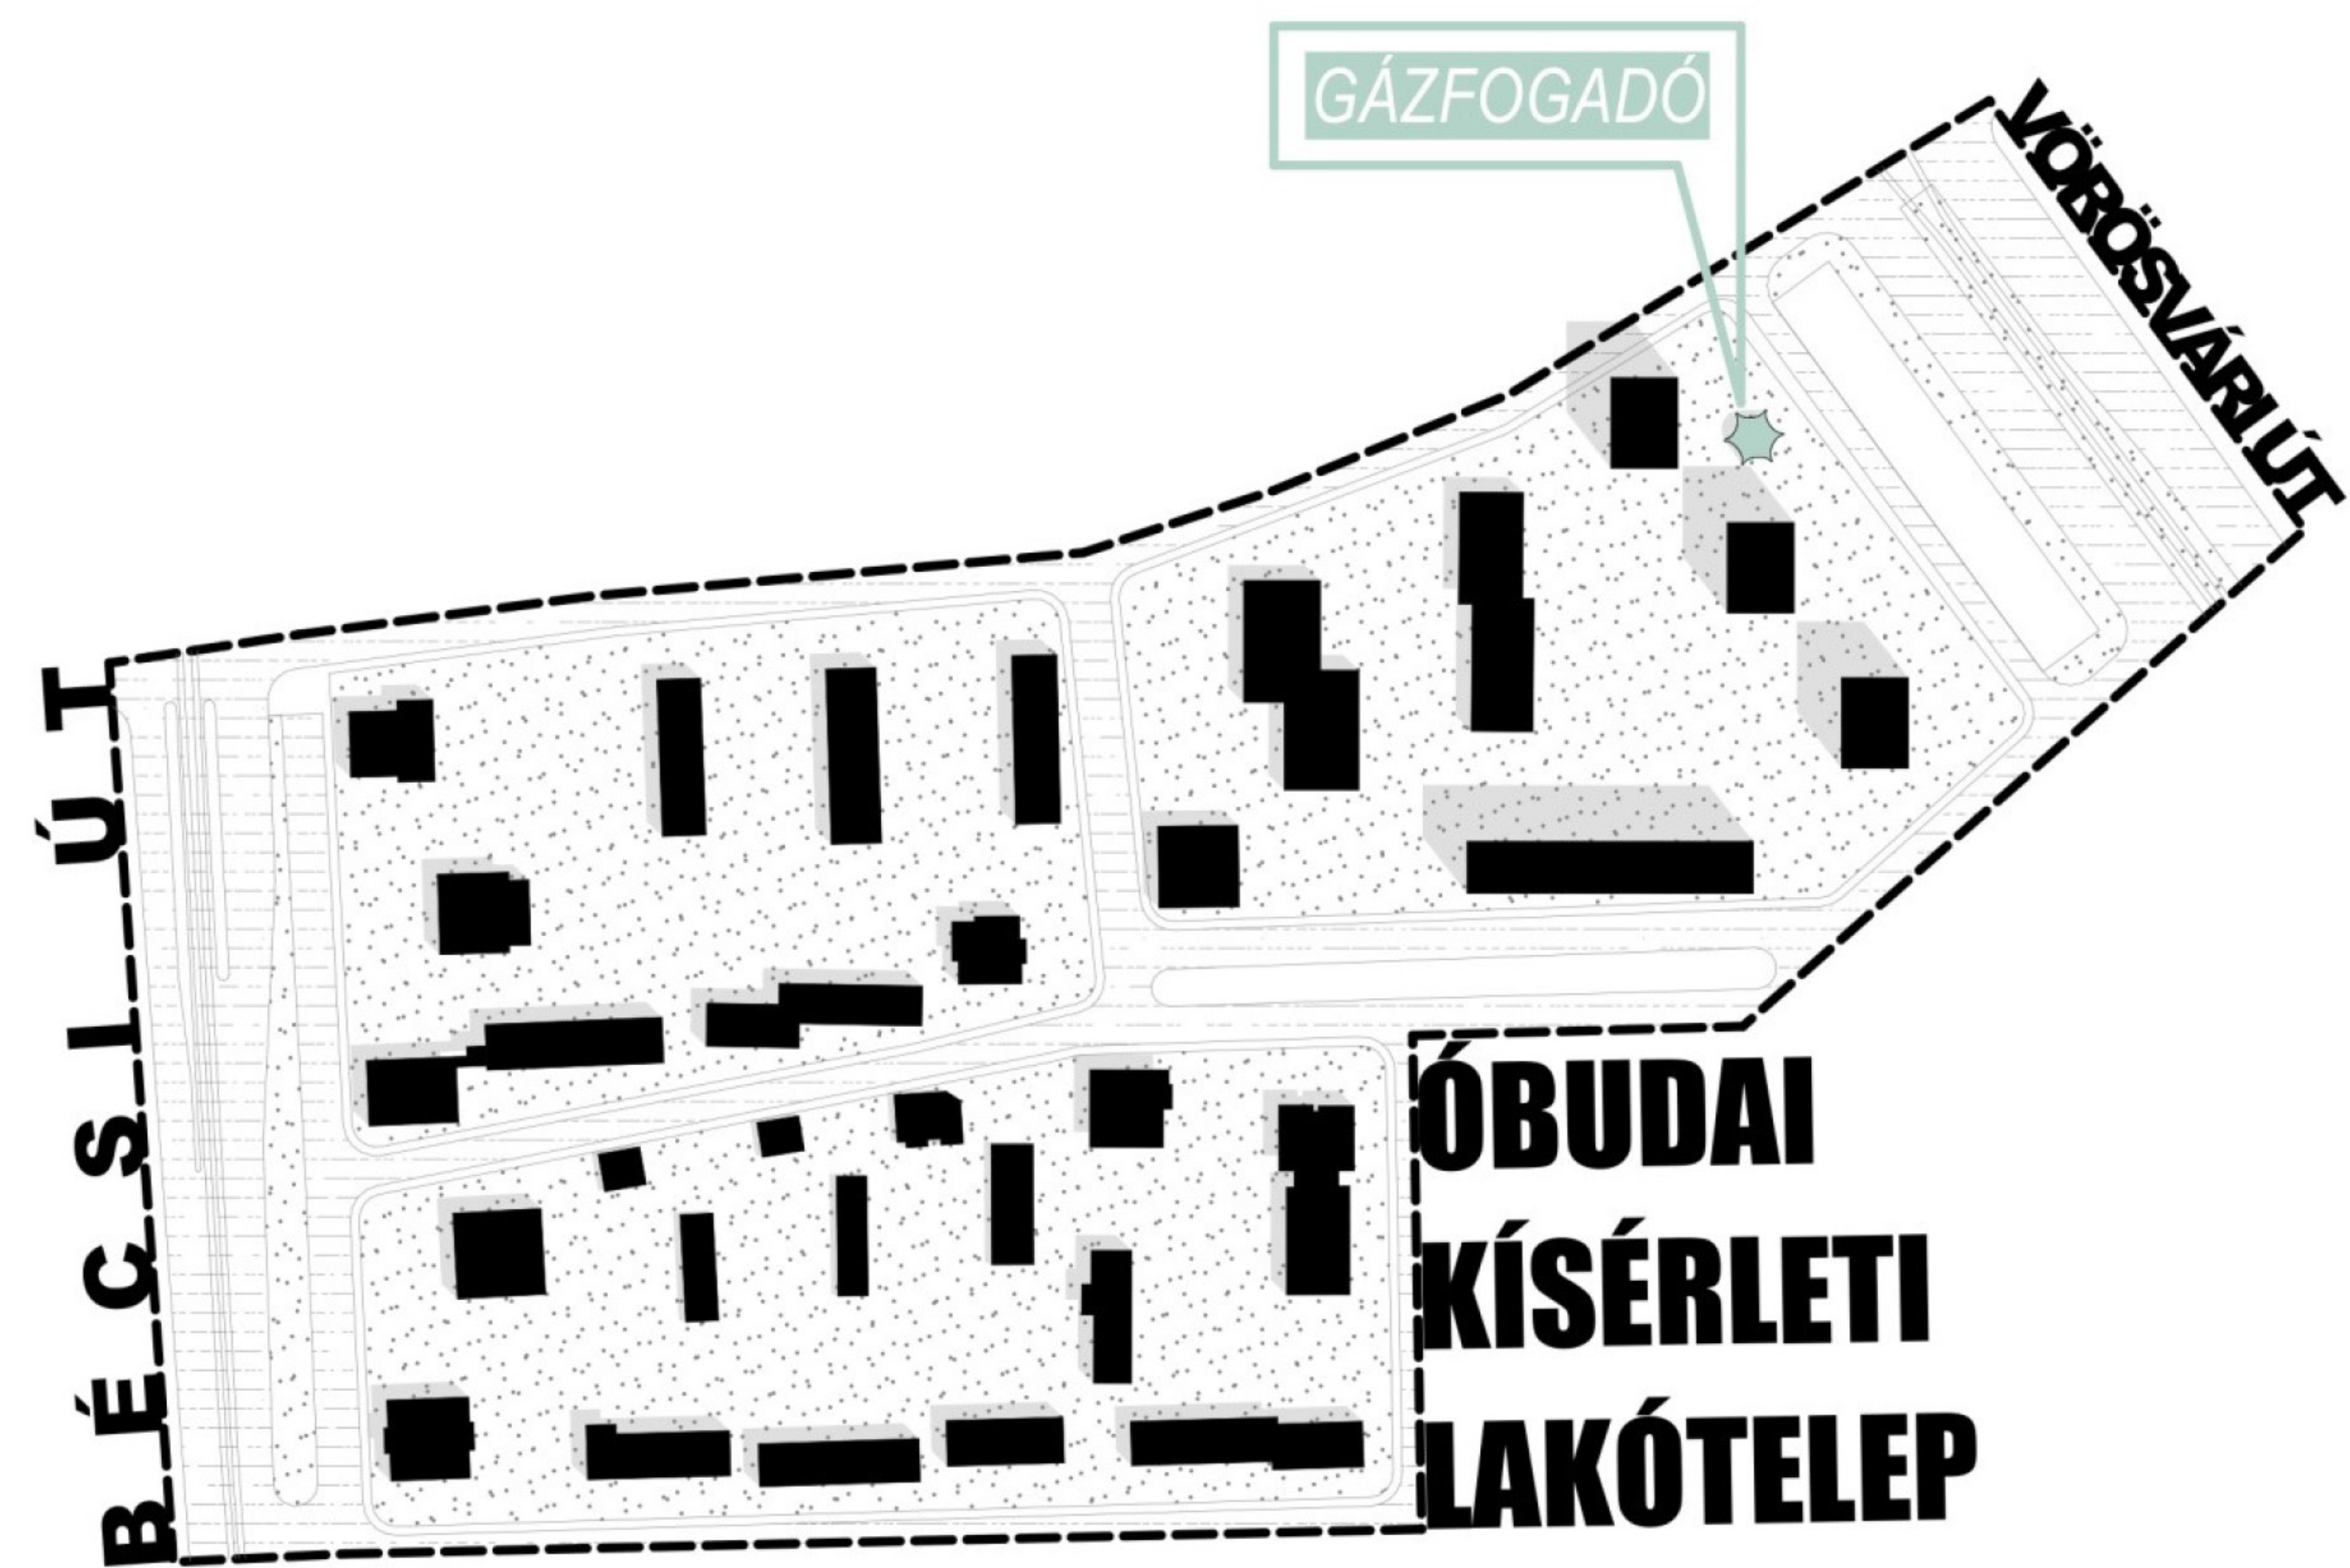 GÁZFOGADÓ
VÖRÖSVÁRI ÚT
BÉCSI ÚT
ÓBUDAI
KÍSÉRLETI
LAKÓTELEP